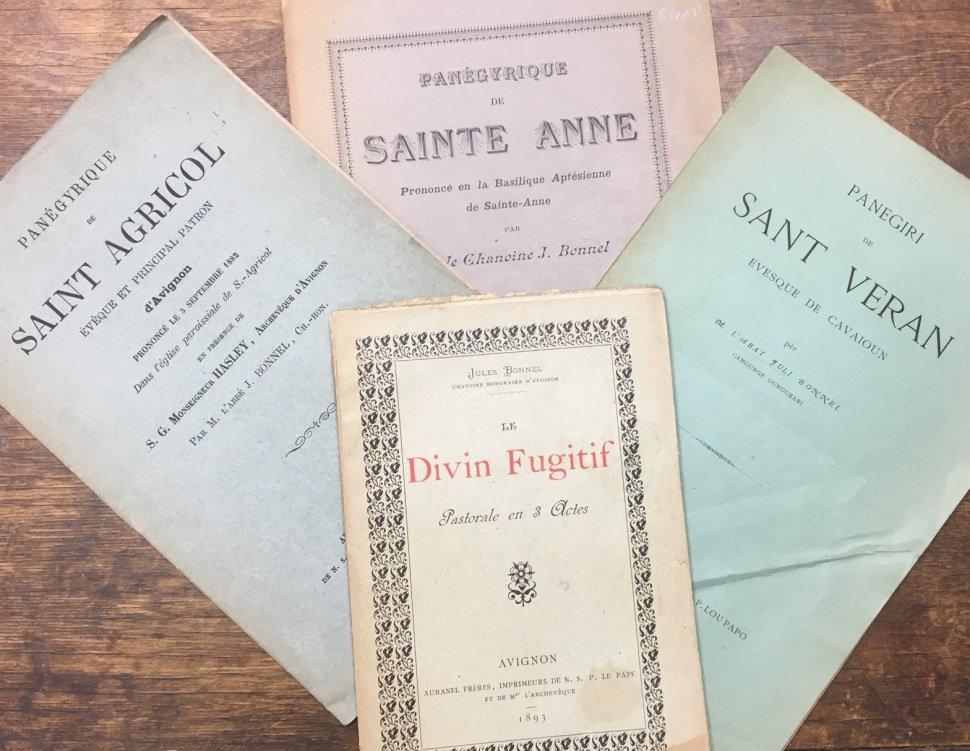 PANÉGYRIQUE
DE
SAINT AGRICOL
ÉVÊQUE ET PRINCIPAL PATRON
d'Avignon
PRONONCÉ LE 3 SEPTEMBRE 1882
Dans l'église paroissiale de S.-Agricol
EN PRÉSENCE DE
S. G. MONSEIGNEUR HASLEY, ARCHEVÊQUE D'AVIGNON
PAR M. L'ABBÉ J. BONNEL, CH.-HON.
DE N. S.
PANÉGYRIQUE
DE
SAINTE ANNE
Prononcé en la Basilique Aptésienne
de Sainte-Anne
PAR
le Chanoine J. Bonnel
PANEGIRI
DE
SANT VERAN
EVESQUE DE CAVAIOUN
pèr
M. L'ABAT JULI BONNEL
CANOUNGE OUNOURARI
P.-LOU PAPO
JULES BONNEL
CHANOINE HONORAIRE D'AVIGNON
LE
Divin Fugitif
Pastorale en 3 Actes
AVIGNON
AUBANEL FRÈRES, IMPRIMEURS DE N. S. P. LE PAPE
ET DE Mgr L'ARCHEVÊQUE
1893